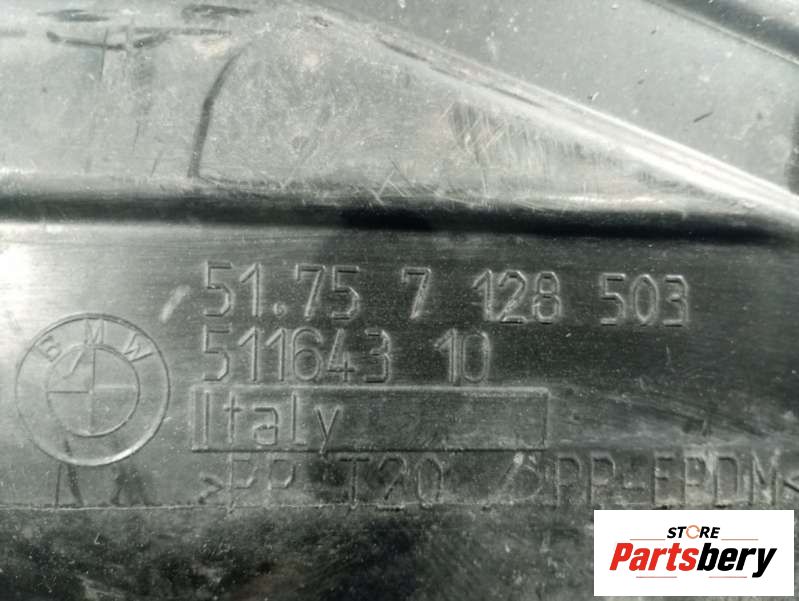 51.75 7 128 503
511643 10
BMW
Italy
>PP T20 / PP-EPDM<
STORE
Partsbery